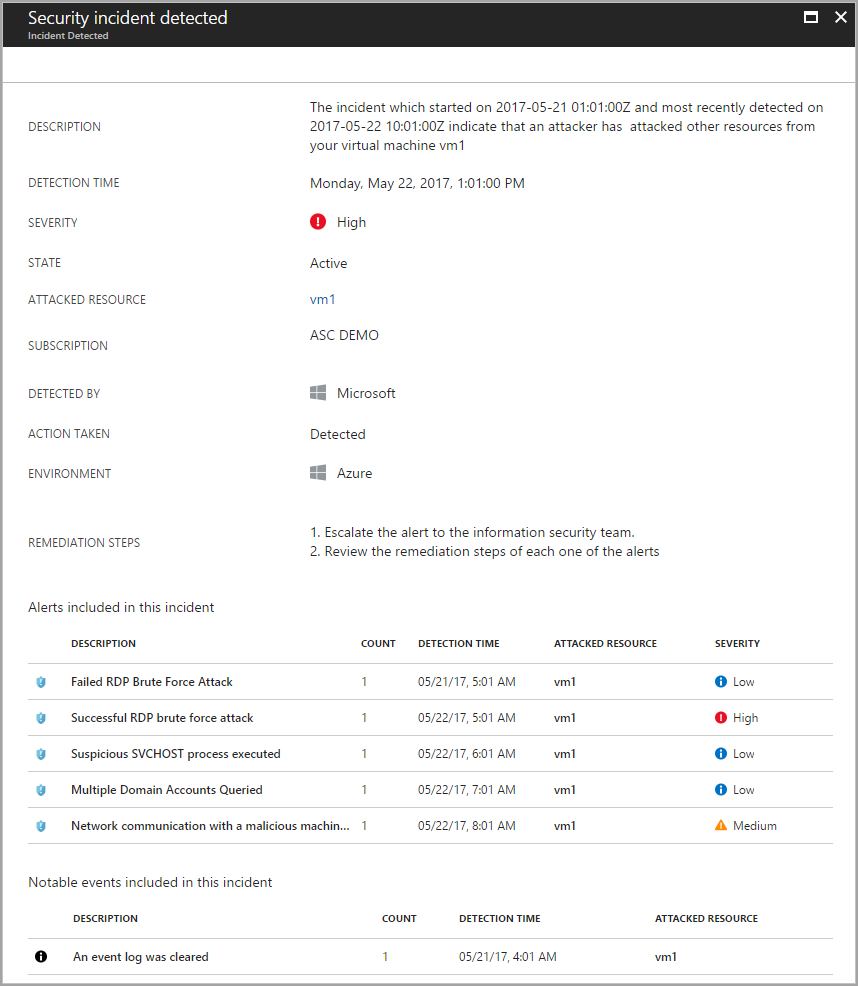 Security incident detected
Incident Detected
DESCRIPTION
The incident which started on 2017-05-21 01:01:00Z and most recently detected on
2017-05-22 10:01:00Z indicate that an attacker has  attacked other resources from
your virtual machine vm1
DETECTION TIME
Monday, May 22, 2017, 1:01:00 PM
SEVERITY
High
STATE
Active
ATTACKED RESOURCE
vm1
SUBSCRIPTION
ASC DEMO
DETECTED BY
Microsoft
ACTION TAKEN
Detected
ENVIRONMENT
Azure
REMEDIATION STEPS
1. Escalate the alert to the information security team.
2. Review the remediation steps of each one of the alerts
Alerts included in this incident
DESCRIPTION COUNT DETECTION TIME ATTACKED RESOURCE SEVERITY
Failed RDP Brute Force Attack 1 05/21/17, 5:01 AM vm1 Low
Successful RDP brute force attack 1 05/22/17, 5:01 AM vm1 High
Suspicious SVCHOST process executed 1 05/22/17, 6:01 AM vm1 Low
Multiple Domain Accounts Queried 1 05/22/17, 7:01 AM vm1 Low
Network communication with a malicious machin... 1 05/22/17, 8:01 AM vm1 Medium
Notable events included in this incident
DESCRIPTION COUNT DETECTION TIME ATTACKED RESOURCE
An event log was cleared 1 05/21/17, 4:01 AM vm1